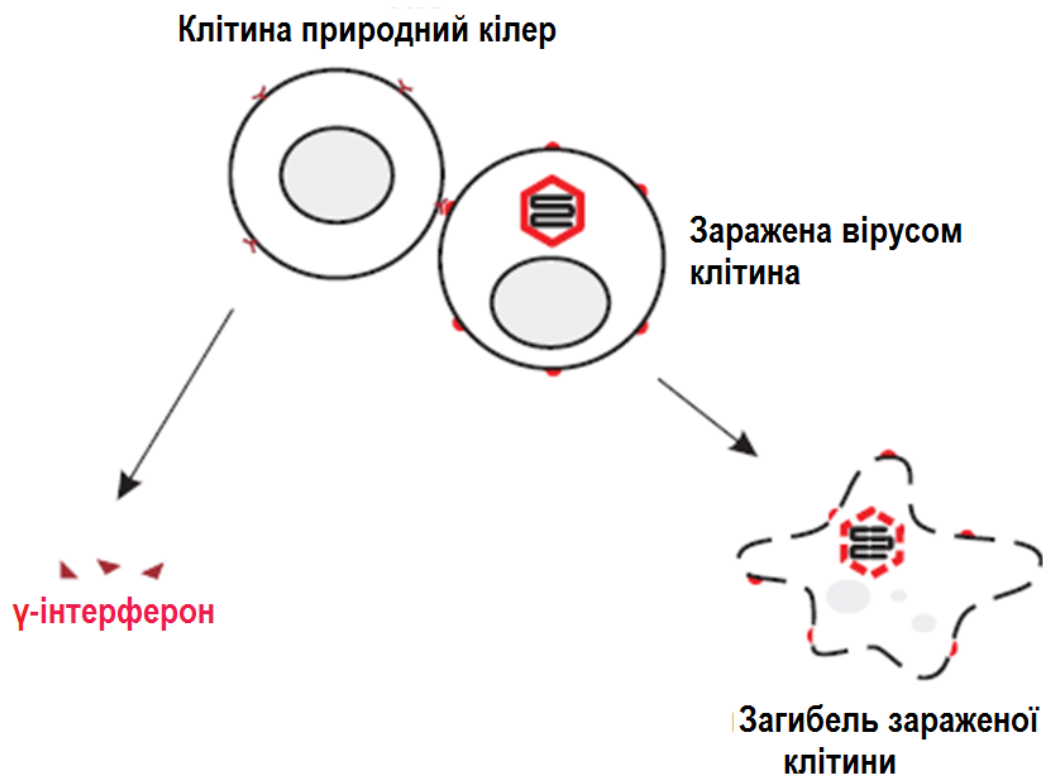 Клітина природний кілер
Заражена вірусом
клітина
γ-інтерферон
Загибель зараженої
клітини